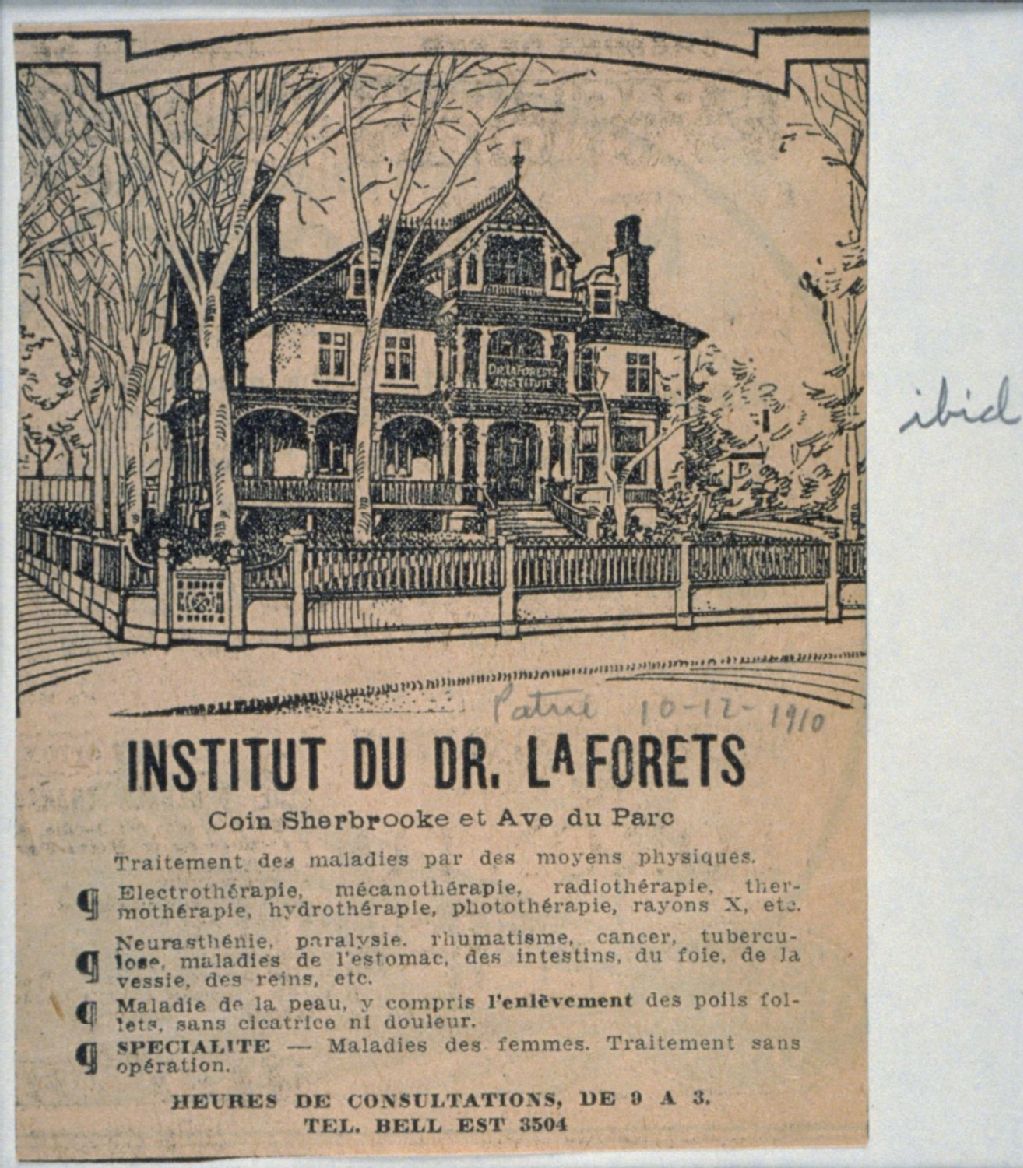 DR. LAFORESTS
INSTITUTE
ibid
Patrie 10-12-1910
INSTITUT DU DR. LAFORETS
Coin Sherbrooke et Ave du Parc
Traitement des maladies par des moyens physiques.
¶ Electrothérapie, mécanothérapie, radiothérapie, ther-
mothérapie, hydrothérapie, photothérapie, rayons X, etc.
¶ Neurasthénie, paralysie. rhumatisme, cancer, tubercu-
lose, maladies de l'estomac, des intestins, du foie, de la
vessie, des reins, etc.
¶ Maladie de la peau, y compris l'enlèvement des poils fol-
lets, sans cicatrice ni douleur.
¶ SPECIALITE — Maladies des femmes. Traitement sans
opération.
HEURES DE CONSULTATIONS, DE 9 A 3.
TEL. BELL EST 3504